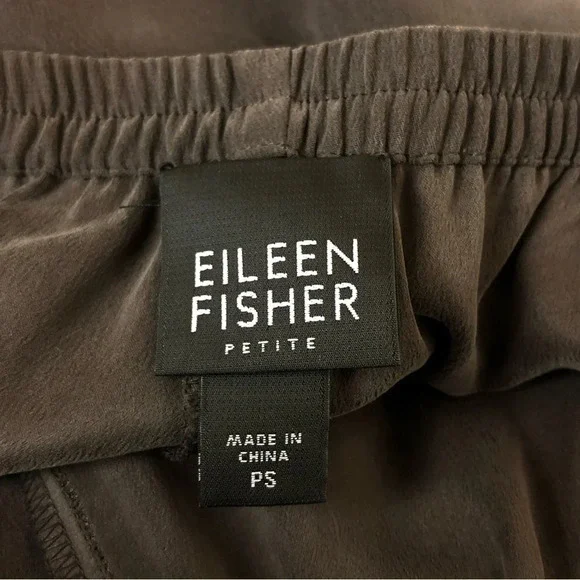 EILEEN
FISHER
PETITE
MADE IN
CHINA
PS